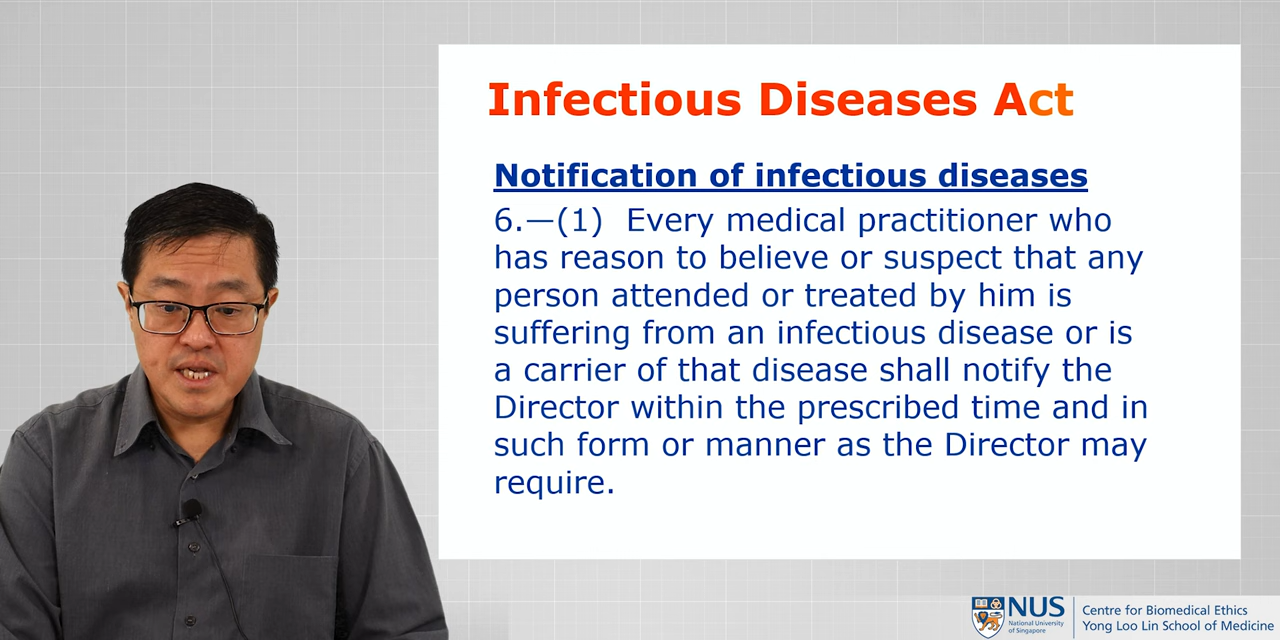 Infectious Diseases Act
Notification of infectious diseases
6.—(1) Every medical practitioner who
has reason to believe or suspect that any
person attended or treated by him is
suffering from an infectious disease or is
a carrier of that disease shall notify the
Director within the prescribed time and in
such form or manner as the Director may
require.
NUS
National University
of Singapore
Centre for Biomedical Ethics
Yong Loo Lin School of Medicine